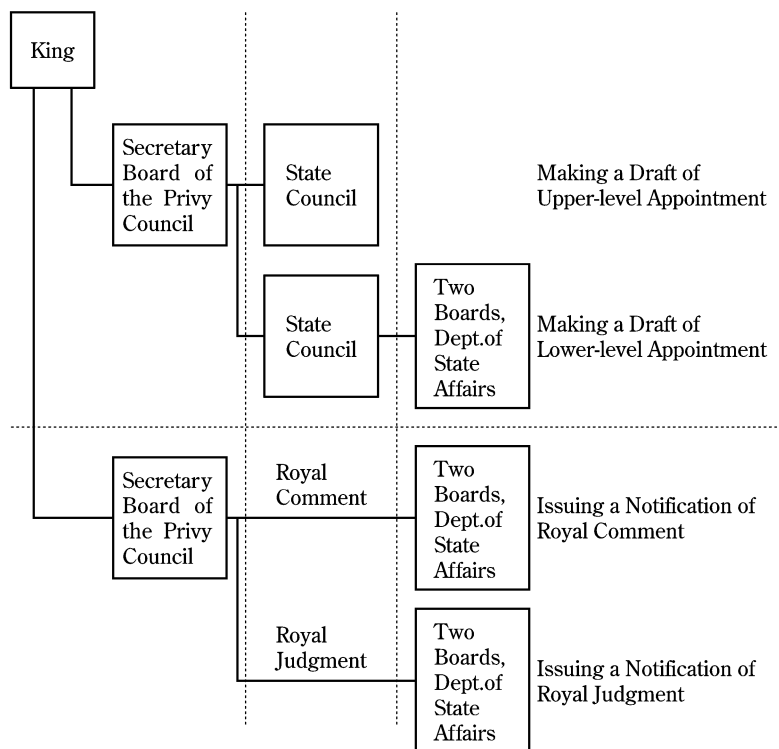 King
Secretary
Board of
the Privy
Council
State
Council
Making a Draft of
Upper-level Appointment
State
Council
Two
Boards,
Dept.of
State
Affairs
Making a Draft of
Lower-level Appointment
Secretary
Board of
the Privy
Council
Royal
Comment
Two
Boards,
Dept.of
State
Affairs
Issuing a Notification of
Royal Comment
Royal
Judgment
Two
Boards,
Dept.of
State
Affairs
Issuing a Notification of
Royal Judgment